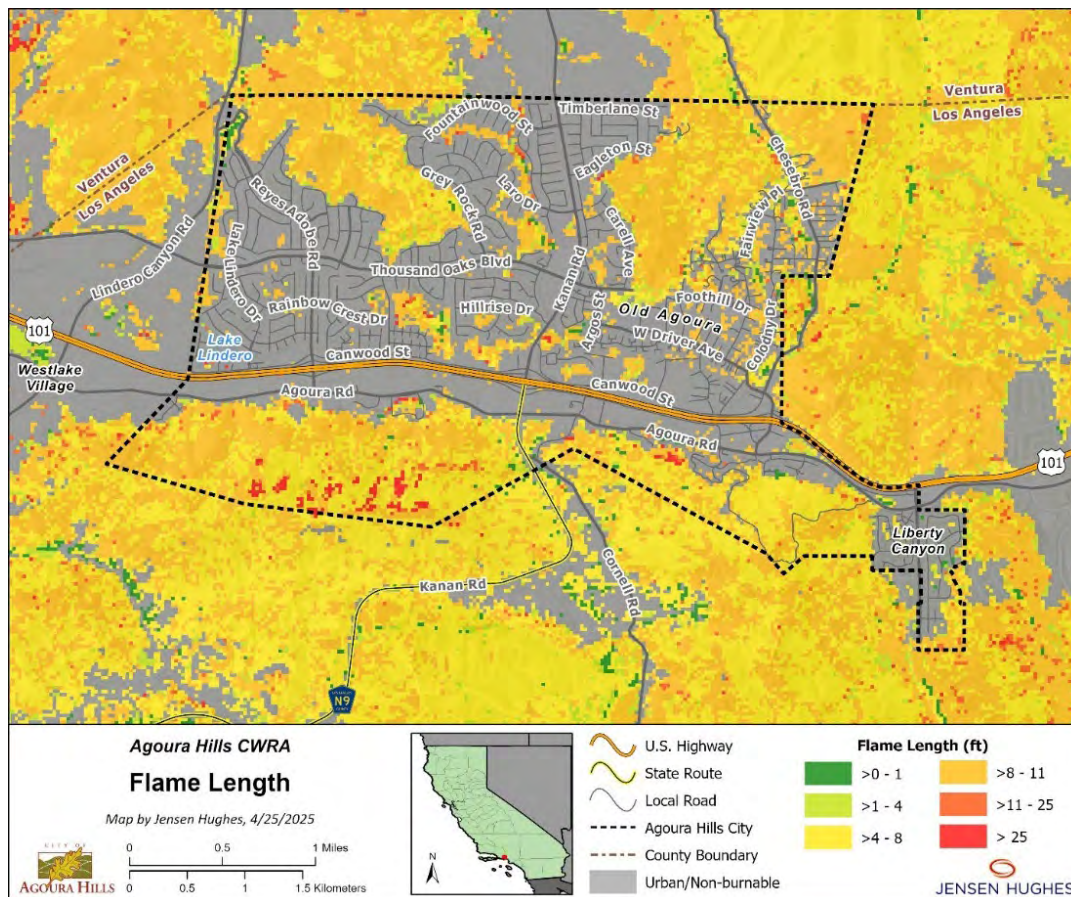 Ventura
Los Angeles
Timberlane St
Fountainwood St
Eagleton St
Chesebro Rd
Ventura
Los Angeles
Reyes Adobe Rd
Grey Rock Rd
Laro Dr
Carell Ave
Fairview Pl
Lindero Canyon Rd
Lake Lindero Dr
Thousand Oaks Blvd
Kanan Rd
Rainbow Crest Dr
Hillrise Dr
Argos St
Foothill Dr
Old Agoura
W Driver Ave
Colodny Dr
101
Lake
Lindero
Canwood St
Westlake
Village
Agoura Rd
Canwood St
Agoura Rd
101
Liberty
Canyon
Kanan Rd
Cornell Rd
N9
Agoura Hills CWRA
Flame Length
Map by Jensen Hughes, 4/25/2025
CITY OF
AGOURA HILLS
0 0.5 1 Miles
0 0.5 1 1.5 Kilometers
N
U.S. Highway
State Route
Local Road
Agoura Hills City
County Boundary
Urban/Non-burnable
Flame Length (ft)
>0 - 1
>1 - 4
>4 - 8
>8 - 11
>11 - 25
> 25
JENSEN HUGHES